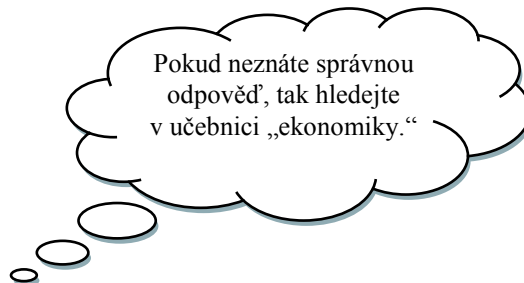 Pokud neznáte správnou
odpověď, tak hledejte
v učebnici „ekonomiky.“